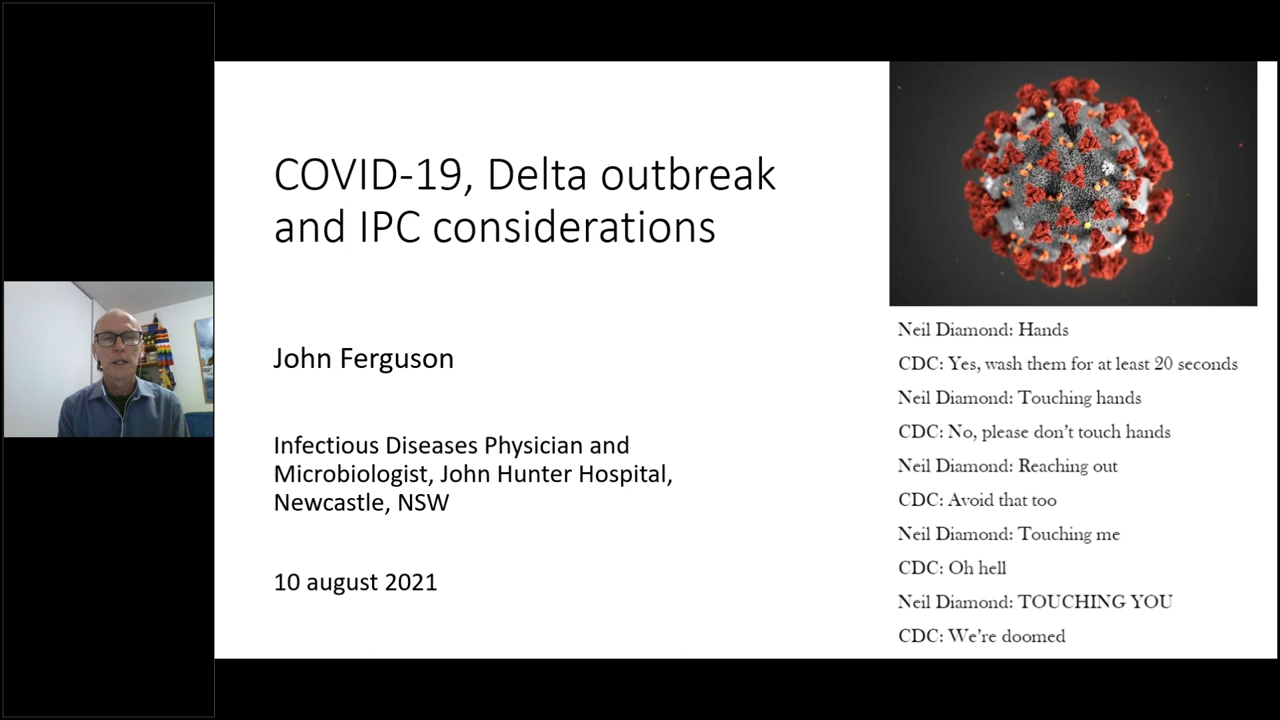 COVID-19, Delta outbreak
and IPC considerations
John Ferguson
Infectious Diseases Physician and
Microbiologist, John Hunter Hospital,
Newcastle, NSW
10 august 2021
Neil Diamond: Hands
CDC: Yes, wash them for at least 20 seconds
Neil Diamond: Touching hands
CDC: No, please don’t touch hands
Neil Diamond: Reaching out
CDC: Avoid that too
Neil Diamond: Touching me
CDC: Oh hell
Neil Diamond: TOUCHING YOU
CDC: We’re doomed